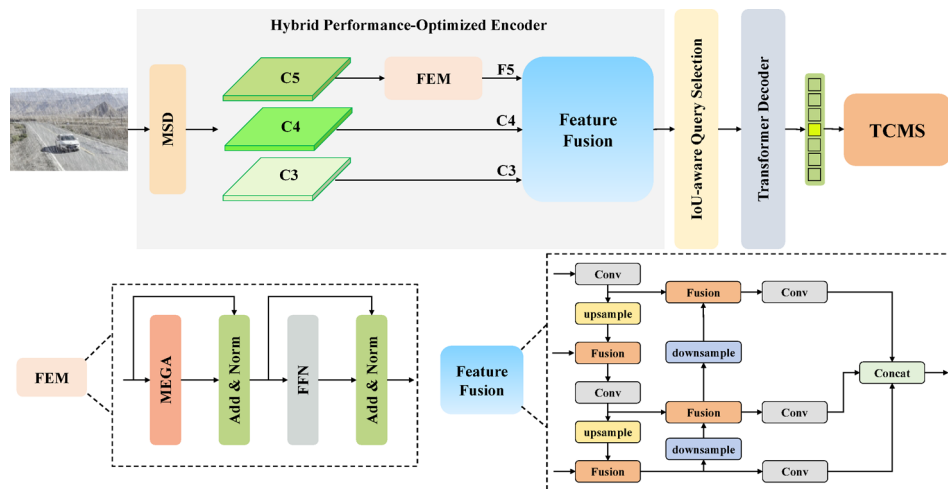 Hybrid Performance-Optimized Encoder
MSD
C5
FEM
F5
C4
C4
C3
C3
Feature
Fusion
IoU-aware Query Selection
Transformer Decoder
TCMS
FEM
MEGA
Add & Norm
FFN
Add & Norm
Feature
Fusion
Conv
upsample
Fusion
Conv
upsample
Fusion
Fusion
downsample
Fusion
downsample
Conv
Conv
Conv
Concat